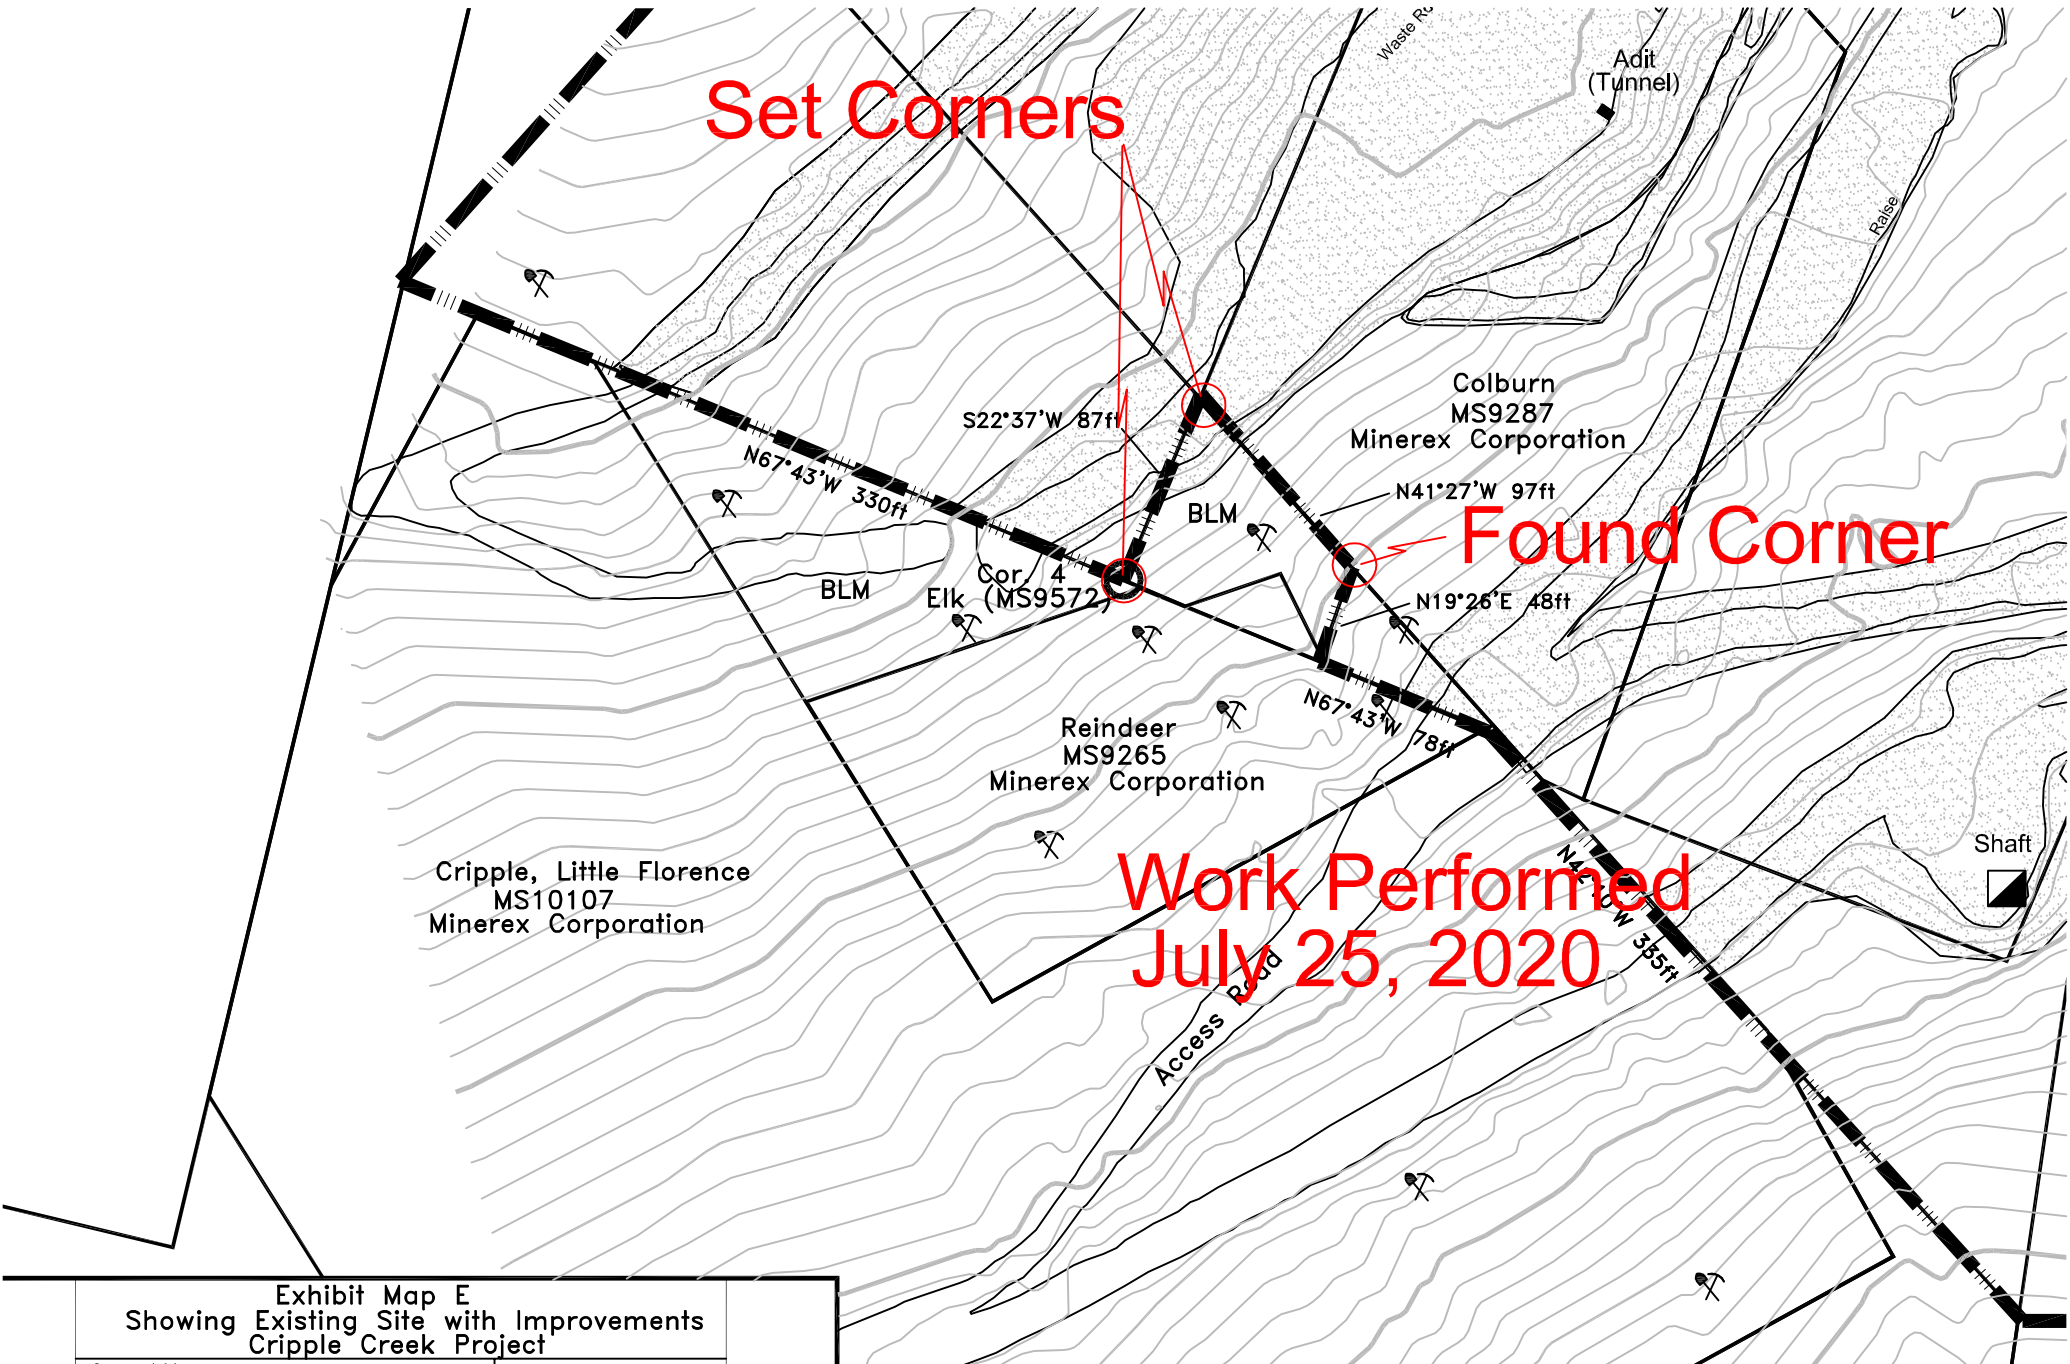 Waste
Adit
(Tunnel)
Set Corners
Raise
Colburn
MS9287
Minerex Corporation
S22°37'W 87ft
N67°43'W 330ft
N41°27'W 97ft
BLM
Found Corner
Cor. 4
Elk (MS9572)
BLM
N19°26'E 48ft
N67°43'W 78ft
Reindeer
MS9265
Minerex Corporation
Shaft
Work Performed
July 25, 2020
Cripple, Little Florence
MS10107
Minerex Corporation
335ft
Access Road
Exhibit Map E
Showing Existing Site with Improvements
Cripple Creek Project